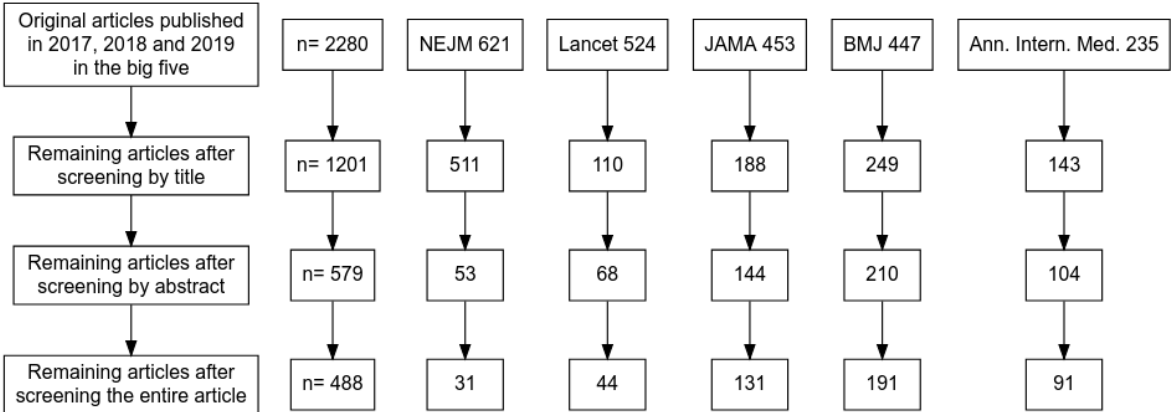 Original articles published
in 2017, 2018 and 2019
in the big five
n= 2280
NEJM 621
Lancet 524
JAMA 453
BMJ 447
Ann. Intern. Med. 235
Remaining articles after
screening by title
n= 1201
511
110
188
249
143
Remaining articles after
screening by abstract
n= 579
53
68
144
210
104
Remaining articles after
screening the entire article
n= 488
31
44
131
191
91